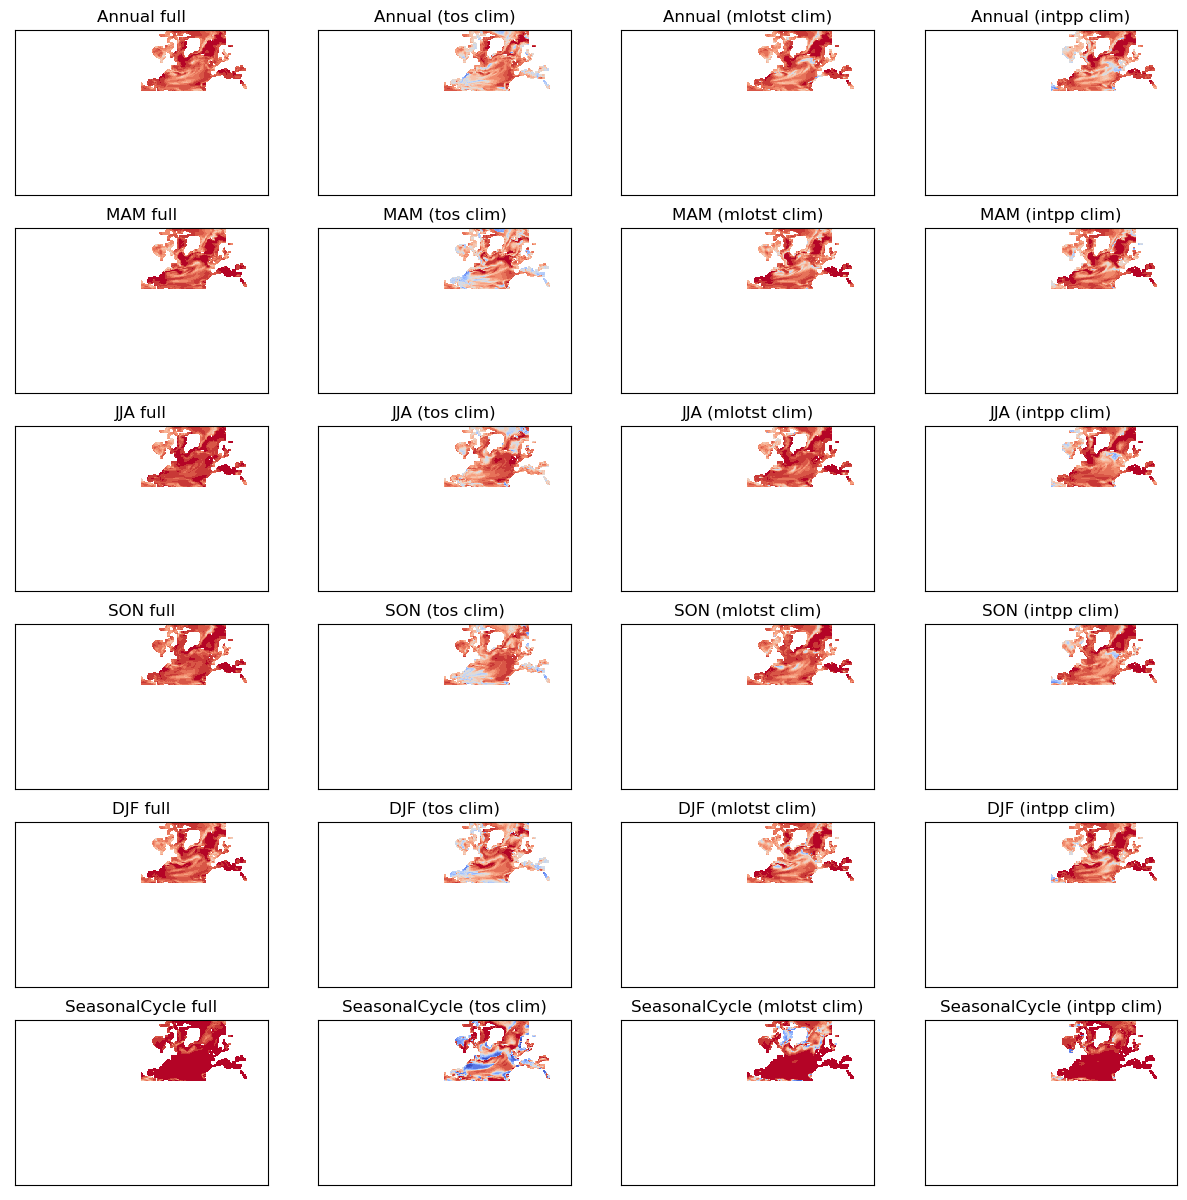 Annual full
Annual (tos clim)
Annual (mlotst clim)
Annual (intpp clim)
MAM full
MAM (tos clim)
MAM (mlotst clim)
MAM (intpp clim)
JJA full
JJA (tos clim)
JJA (mlotst clim)
JJA (intpp clim)
SON full
SON (tos clim)
SON (mlotst clim)
SON (intpp clim)
DJF full
DJF (tos clim)
DJF (mlotst clim)
DJF (intpp clim)
SeasonalCycle full
SeasonalCycle (tos clim)
SeasonalCycle (mlotst clim)
SeasonalCycle (intpp clim)